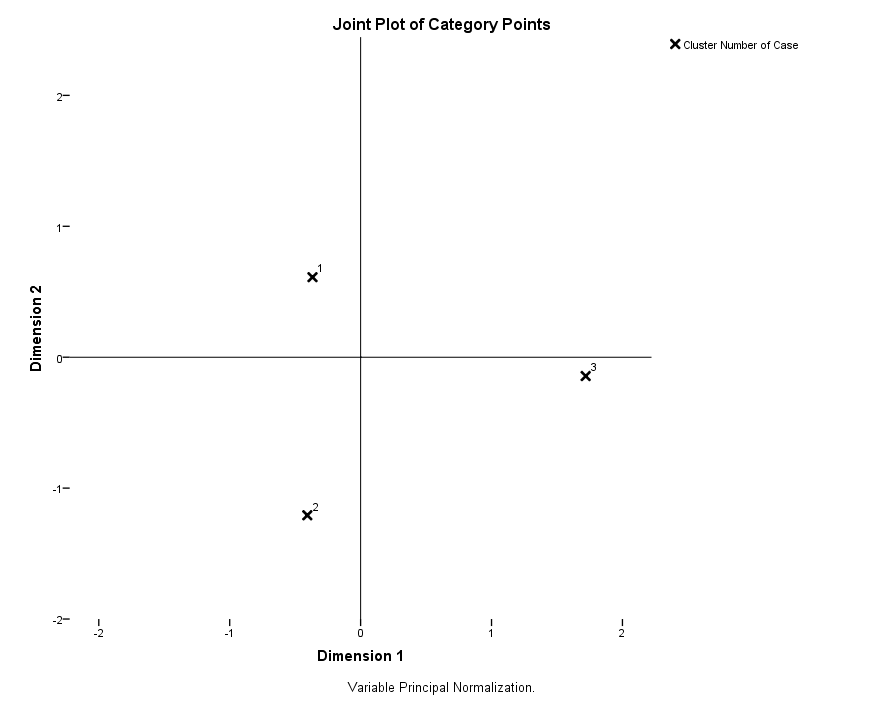 Joint Plot of Category Points
Cluster Number of Case
2
1
0
-1
-2
Dimension 2
1
3
2
-2
-1
0
1
2
Dimension 1
Variable Principal Normalization.